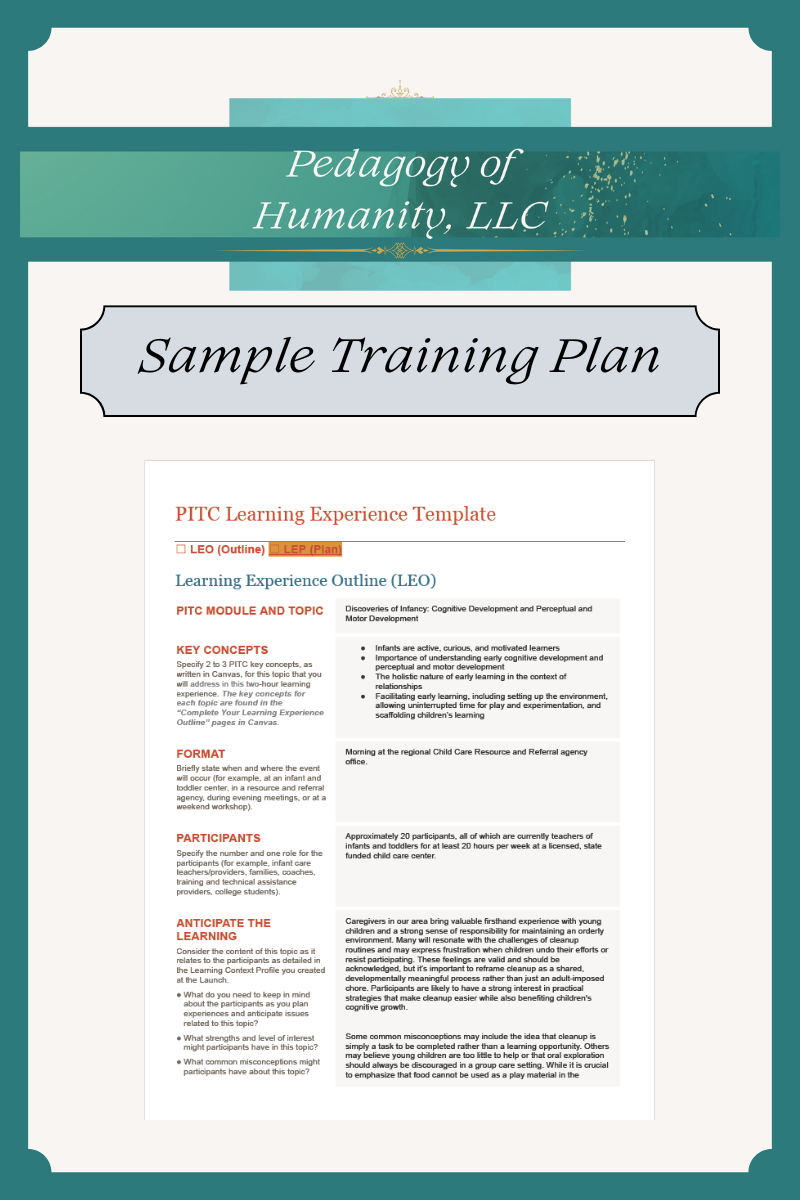 Pedagogy of
Humanity, LLC
Sample Training Plan
PITC Learning Experience Template
☐ LEO (Outline) ☐ LEP (Plan)
Learning Experience Outline (LEO)
PITC MODULE AND TOPIC
Discoveries of Infancy: Cognitive Development and Perceptual and
Motor Development
KEY CONCEPTS
Specify 2 to 3 PITC key concepts, as
written in Canvas, for this topic that you
will address in this two-hour learning
experience. The key concepts for
each topic are found in the
“Complete Your Learning Experience
Outline” pages in Canvas.
● Infants are active, curious, and motivated learners
● Importance of understanding early cognitive development and
perceptual and motor development
● The holistic nature of early learning in the context of
relationships
● Facilitating early learning, including setting up the environment,
allowing uninterrupted time for play and experimentation, and
scaffolding children's learning
FORMAT
Briefly state when and where the event
will occur (for example, at an infant and
toddler center, in a resource and referral
agency, during evening meetings, or at a
weekend workshop).
Morning at the regional Child Care Resource and Referral agency
office.
PARTICIPANTS
Specify the number and one role for the
participants (for example, infant care
teachers/providers, families, coaches,
training and technical assistance
providers, college students).
Approximately 20 participants, all of which are currently teachers of
infants and toddlers for at least 20 hours per week at a licensed, state
funded child care center.
ANTICIPATE THE
LEARNING
Consider the content of this topic as it
relates to the participants as detailed in
the Learning Context Profile you created
at the Launch.
● What do you need to keep in mind
about the participants as you plan
experiences and anticipate issues
related to this topic?
● What strengths and level of interest
might participants have in this topic?
● What common misconceptions might
participants have about this topic?
Caregivers in our area bring valuable firsthand experience with young
children and a strong sense of responsibility for maintaining an orderly
environment. Many will resonate with the challenges of cleanup
routines and may express frustration when children undo their efforts or
resist participating. These feelings are valid and should be
acknowledged, but it's important to reframe cleanup as a shared,
developmentally meaningful process rather than just an adult-imposed
chore. Participants are likely to have a strong interest in practical
strategies that make cleanup easier while also benefiting children's
cognitive growth.
Some common misconceptions may include the idea that cleanup is
simply a task to be completed rather than a learning opportunity. Others
may believe young children are too little to help or that oral exploration
should always be discouraged in a group care setting. While it is crucial
to emphasize that food cannot be used as a play material in the